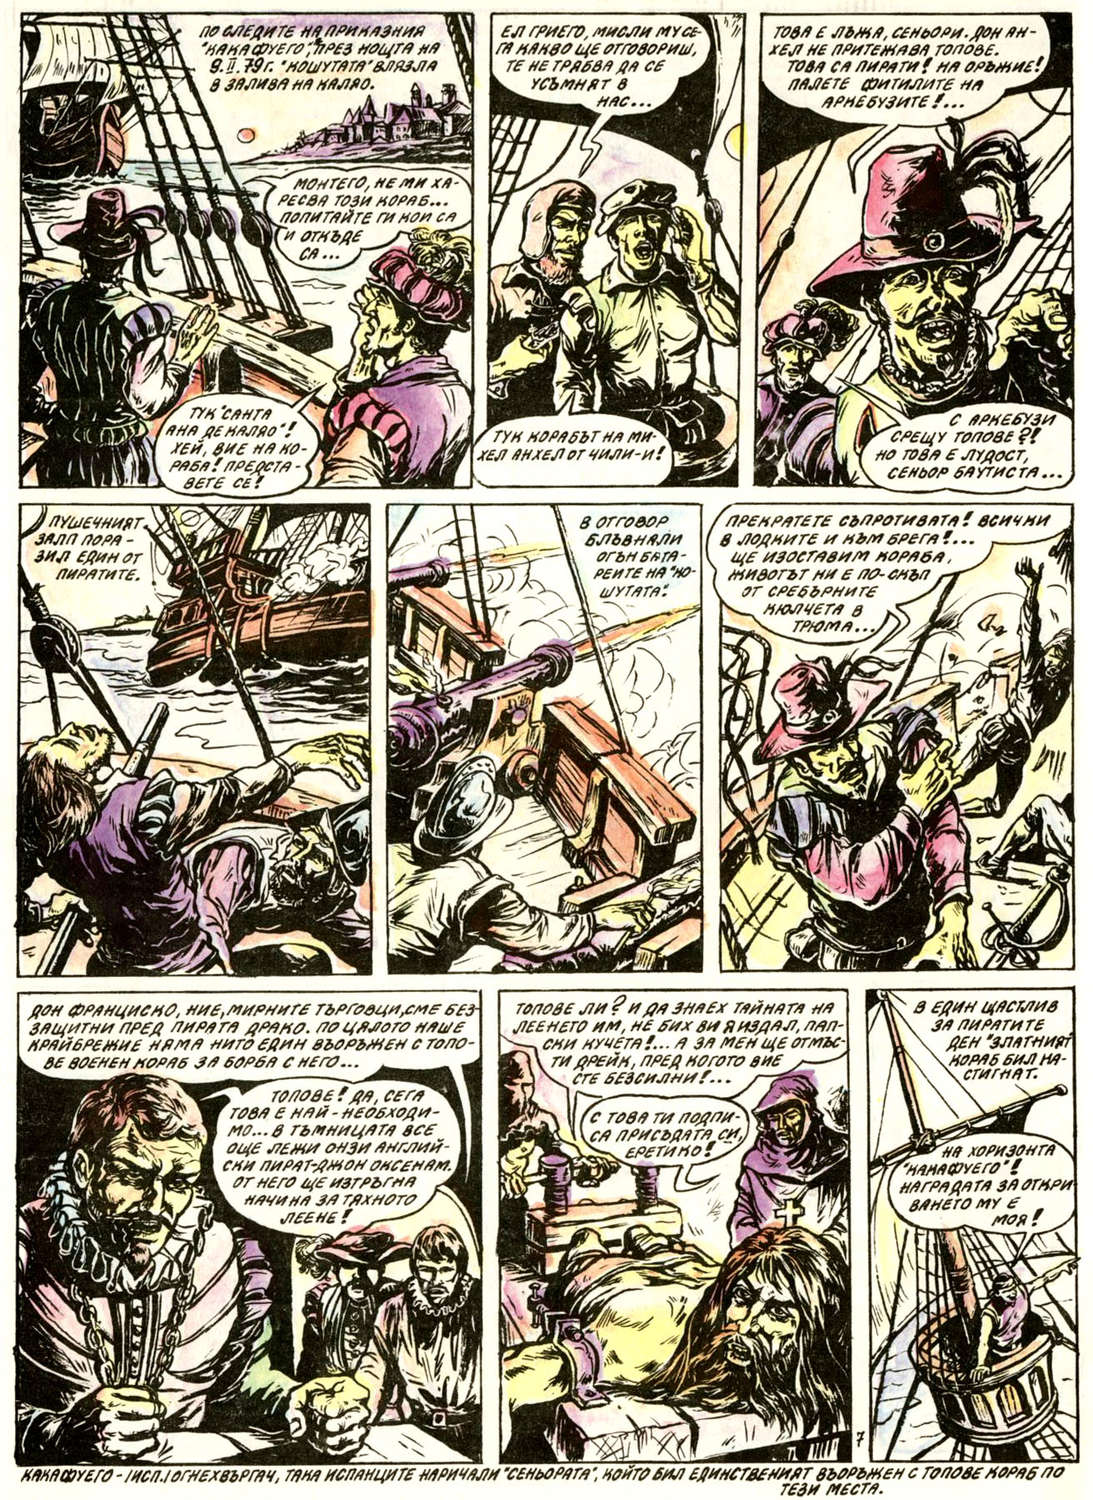 ПО СЛЕДИТЕ НА ПРИКАЗНИЯ
"КАКАФУЕГО", ПРЕЗ НОЩТА НА
9.II.79г. "КОШУТАТА" ВЛЯЗЛА
В ЗАЛИВА НА КАЛЯО.
МОНТЕГО, НЕ МИ ХА-
РЕСВА ТОЗИ КОРАБ...
ПОПИТАЙТЕ ГИ КОИ СА
И ОТКЪДЕ
СА...
ТУК "САНТА
АНА ДЕ КАЛЯО"!
ХЕЙ, ВИЕ НА КО-
РАБА! ПРЕДСТА-
ВЕТЕ СЕ!
ЕЛ ГРИЕГО, МИСЛИ МУ СЕ-
ГА КАКВО ЩЕ ОТГОВОРИШ,
ТЕ НЕ ТРЯБВА ДА СЕ
УСЪМНЯТ В
НАС...
ТУК КОРАБЪТ НА МИ-
ХЕЛ АНХЕЛ ОТ ЧИЛИ-И!
ТОВА Е ЛЪЖА, СЕНЬОРИ. ДОН АН-
ХЕЛ НЕ ПРИТЕЖАВА ТОПОВЕ.
ТОВА СА ПИРАТИ! НА ОРЪЖИЕ!
ПАЛЕТЕ ФИТИЛИТЕ НА
АРКЕБУЗИТЕ!...
С АРКЕБУЗИ
СРЕЩУ ТОПОВЕ?!
НО ТОВА Е ЛУДОСТ,
СЕНЬОР БАУТИСТА...
ПУШЕЧНИЯТ
ЗАЛП ПОРА-
ЗИЛ ЕДИН ОТ
ПИРАТИТЕ.
В ОТГОВОР
БЛЪВНАЛИ
ОГЪН БАТА-
РЕИТЕ НА "КО-
ШУТАТА".
ПРЕКРАТЕТЕ СЪПРОТИВАТА! ВСИЧКИ
В ЛОДКИТЕ И КЪМ БРЕГА!...
ЩЕ ИЗОСТАВИМ КОРАБА,
ЖИВОТЪТ НИ Е ПО-СКЪП
ОТ СРЕБЪРНИТЕ
КЮЛЧЕТА В
ТРЮМА...
ДОН ФРАНЦИСКО, НИЕ, МИРНИТЕ ТЪРГОВЦИ, СМЕ БЕЗ-
ЗАЩИТНИ ПРЕД ПИРАТА ДРАКО. ПО ЦЯЛОТО НАШЕ
КРАЙБРЕЖИЕ НЯМА НИТО ЕДИН ВЪОРЪЖЕН С ТОПО-
ВЕ ВОЕНЕН КОРАБ ЗА БОРБА С НЕГО...
ТОПОВЕ! ДА, СЕГА
ТОВА Е НАЙ-НЕОБХОДИ-
МО... В ТЪМНИЦАТА ВСЕ
ОЩЕ ЛЕЖИ ОНЗИ АНГЛИЙ-
СКИ ПИРАТ-ДЖОН ОКСЕНАМ.
ОТ НЕГО ЩЕ ИЗТРЪГНА
НАЧИНА ЗА ТЯХНОТО
ЛЕЕНЕ!
ТОПОВЕ ЛИ? И ДА ЗНАЕХ ТАЙНАТА НА
ЛЕЕНЕТО ИМ, НЕ БИХ ВИ Я ИЗДАЛ, ПАП-
СКИ КУЧЕТА!... А ЗА МЕН ЩЕ ОТМЪС-
ТИ ДРЕЙК, ПРЕД КОГОТО ВИЕ
СТЕ БЕЗСИЛНИ!...
С ТОВА ТИ ПОДПИ-
СА ПРИСЪДАТА СИ,
ЕРЕТИКО!
В ЕДИН ЩАСТЛИВ
ЗА ПИРАТИТЕ
ДЕН "ЗЛАТНИЯТ"
КОРАБ БИЛ НА-
СТИГНАТ.
НА ХОРИЗОНТА
"КАКАФУЕГО"!
НАГРАДАТА ЗА ОТКРИ
ВАНЕТО МУ Е
МОЯ!
7
КАКАФУЕГО - /ИСП./ ОГНЕХВЪРГАЧ, ТАКА ИСПАНЦИТЕ НАРИЧАЛИ "СЕНЬОРАТА", КОЙТО БИЛ ЕДИНСТВЕНИЯТ ВЪОРЪЖЕН С ТОПОВЕ КОРАБ ПО
ТЕЗИ МЕСТА.